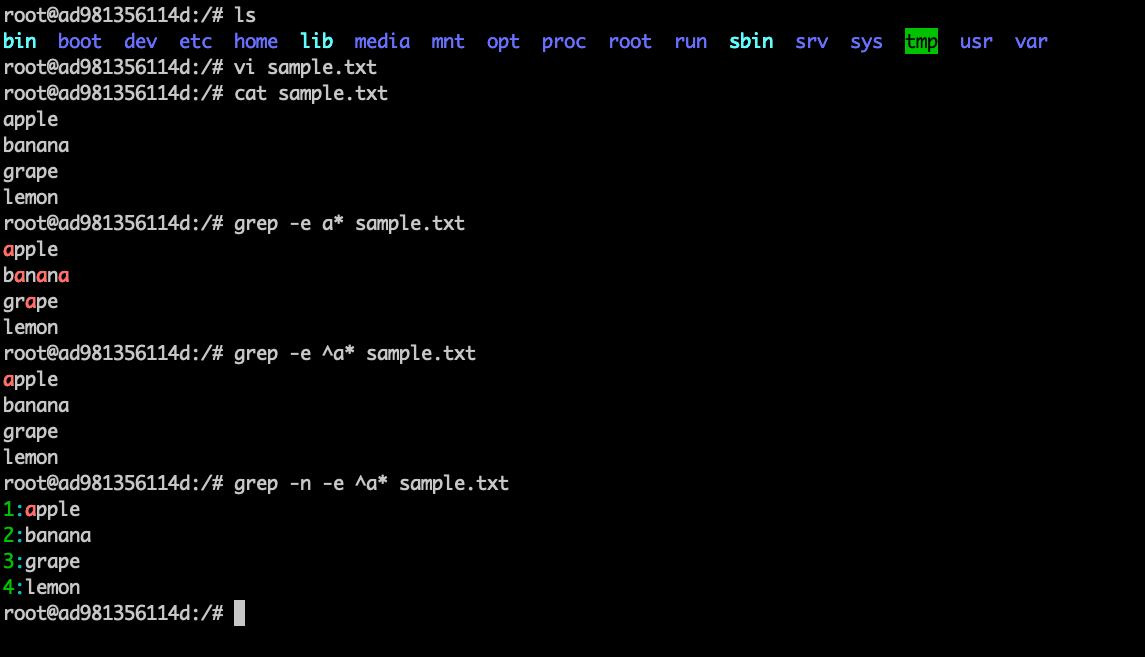 root@ad981356114d:/# ls
bin  boot  dev  etc  home  lib  media  mnt  opt  proc  root  run  sbin  srv  sys  tmp  usr  var
root@ad981356114d:/# vi sample.txt
root@ad981356114d:/# cat sample.txt
apple
banana
grape
lemon
root@ad981356114d:/# grep -e a* sample.txt
apple
banana
grape
lemon
root@ad981356114d:/# grep -e ^a* sample.txt
apple
banana
grape
lemon
root@ad981356114d:/# grep -n -e ^a* sample.txt
1:apple
2:banana
3:grape
4:lemon
root@ad981356114d:/#